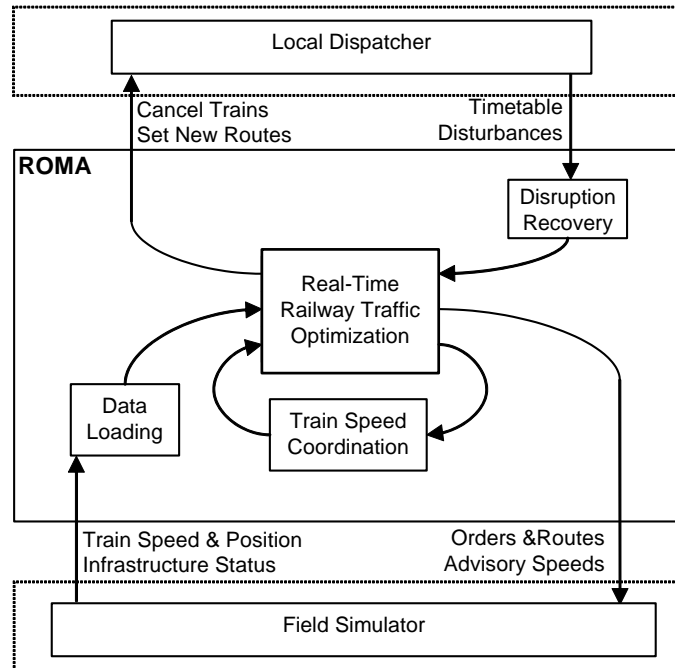 Local Dispatcher
Cancel Trains
Set New Routes
Timetable
Disturbances
ROMA
Disruption
Recovery
Real-Time
Railway Traffic
Optimization
Data
Loading
Train Speed
Coordination
Train Speed & Position
Infrastructure Status
Orders &Routes
Advisory Speeds
Field Simulator